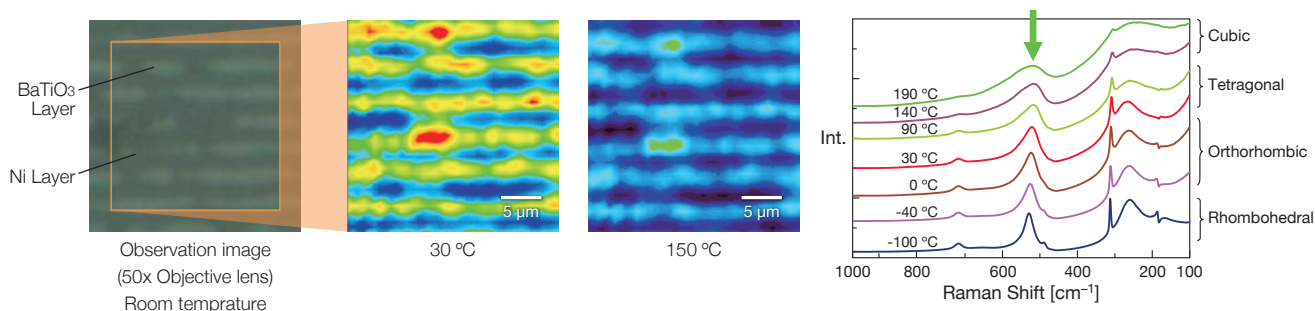 BaTiO3
Layer
Ni Layer
Observation image
(50x Objective lens)
Room temprature
5 μm
30 ºC
5 μm
150 ºC
Int.
190 ºC
140 ºC
90 ºC
30 ºC
0 ºC
-40 ºC
-100 ºC
1000 800 600 400 200 100
Raman Shift [cm⁻¹]
Cubic
Tetragonal
Orthorhombic
Rhombohedral